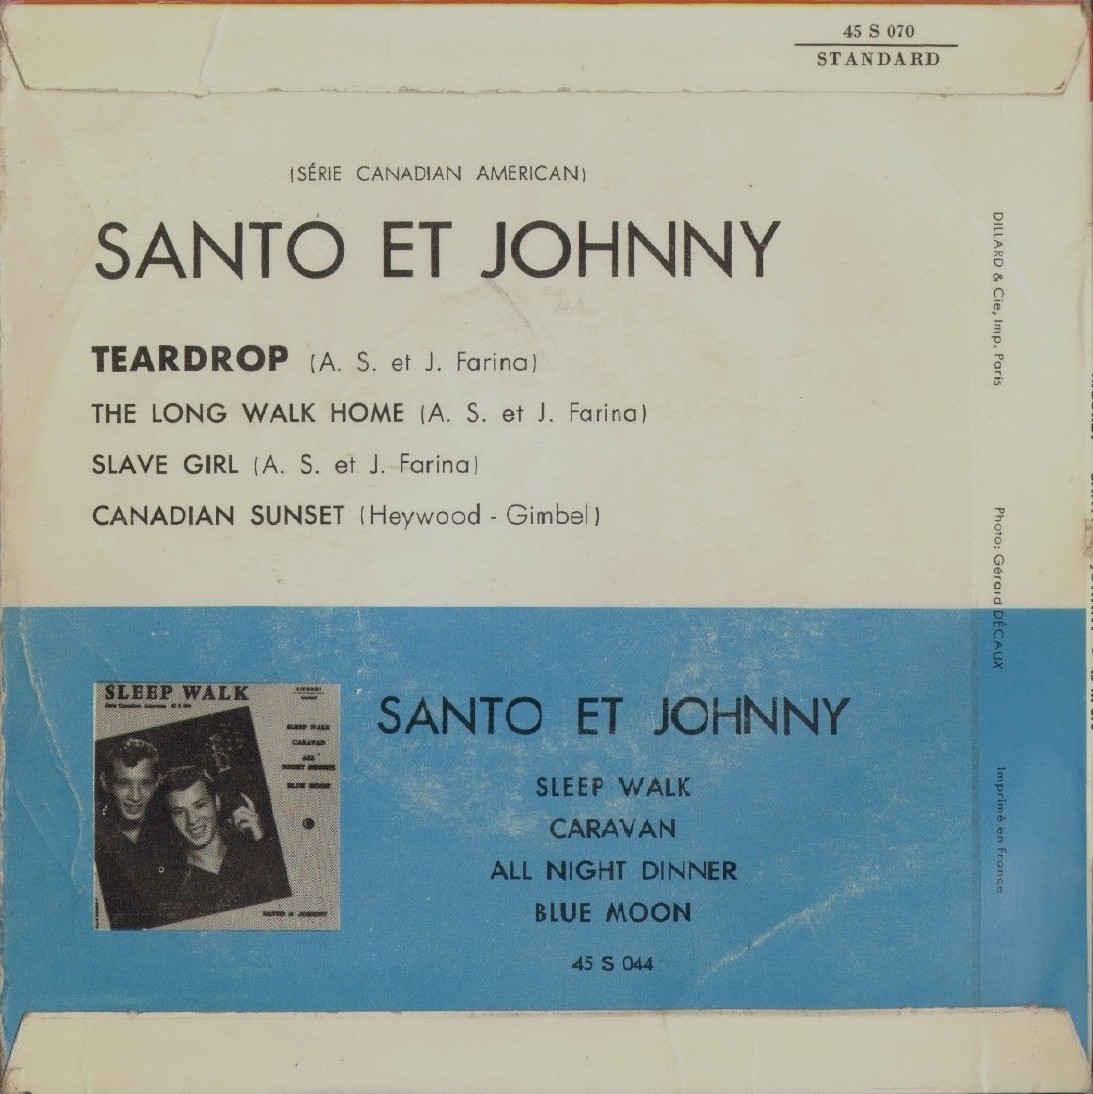 45 S 070
STANDARD
(SÉRIE CANADIAN AMERICAN)
SANTO ET JOHNNY
TEARDROP (A. S. et J. Farina)
THE LONG WALK HOME (A. S. et J. Farina)
SLAVE GIRL (A. S. et J. Farina)
CANADIAN SUNSET (Heywood - Gimbel)
DILLARD & Cie, Imp. Paris
Photo: Gérard DÉCAUX
Imprimé en France
SLEEP WALK
Série Canadian American
SLEEP WALK
CARAVAN
ALL
NIGHT DINNER
BLUE MOON
SANTO & JOHNNY
SANTO ET JOHNNY
SLEEP WALK
CARAVAN
ALL NIGHT DINNER
BLUE MOON
45 S 044